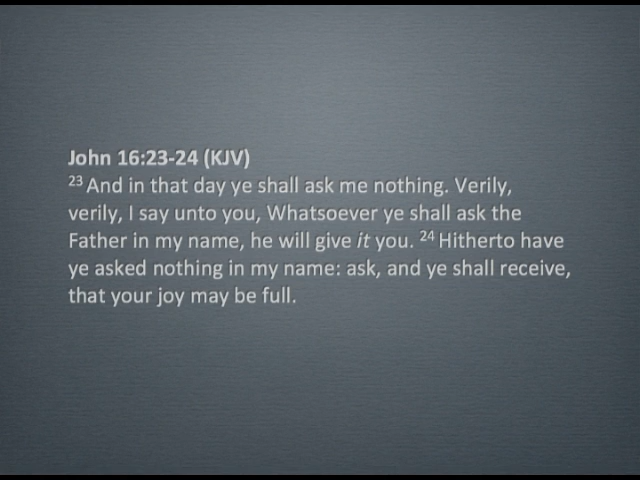 John 16:23-24 (KJV)
23 And in that day ye shall ask me nothing. Verily,
verily, I say unto you, Whatsoever ye shall ask the
Father in my name, he will give it you. 24 Hitherto have
ye asked nothing in my name: ask, and ye shall receive,
that your joy may be full.